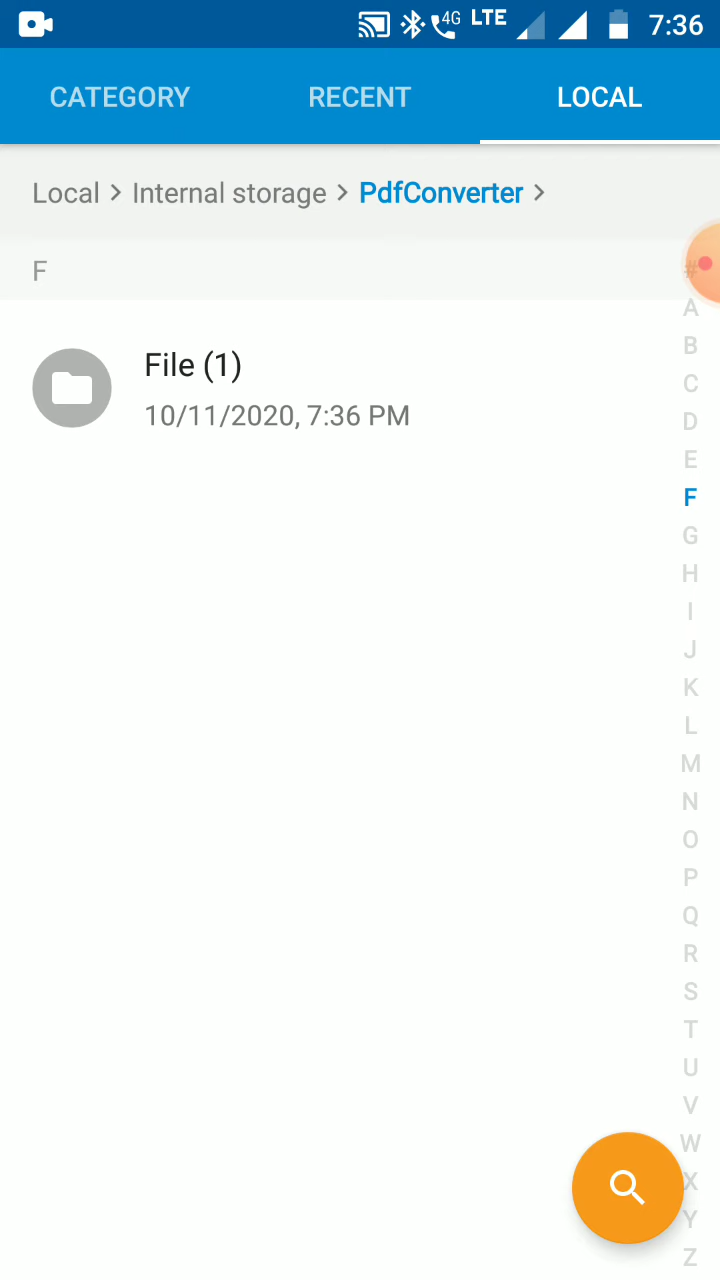 4G LTE 7:36
CATEGORY RECENT LOCAL
Local > Internal storage > PdfConverter >
F
#
File (1)
10/11/2020, 7:36 PM
A
B
C
D
E
F
G
H
I
J
K
L
M
N
O
P
Q
R
S
T
U
V
W
X
Y
Z